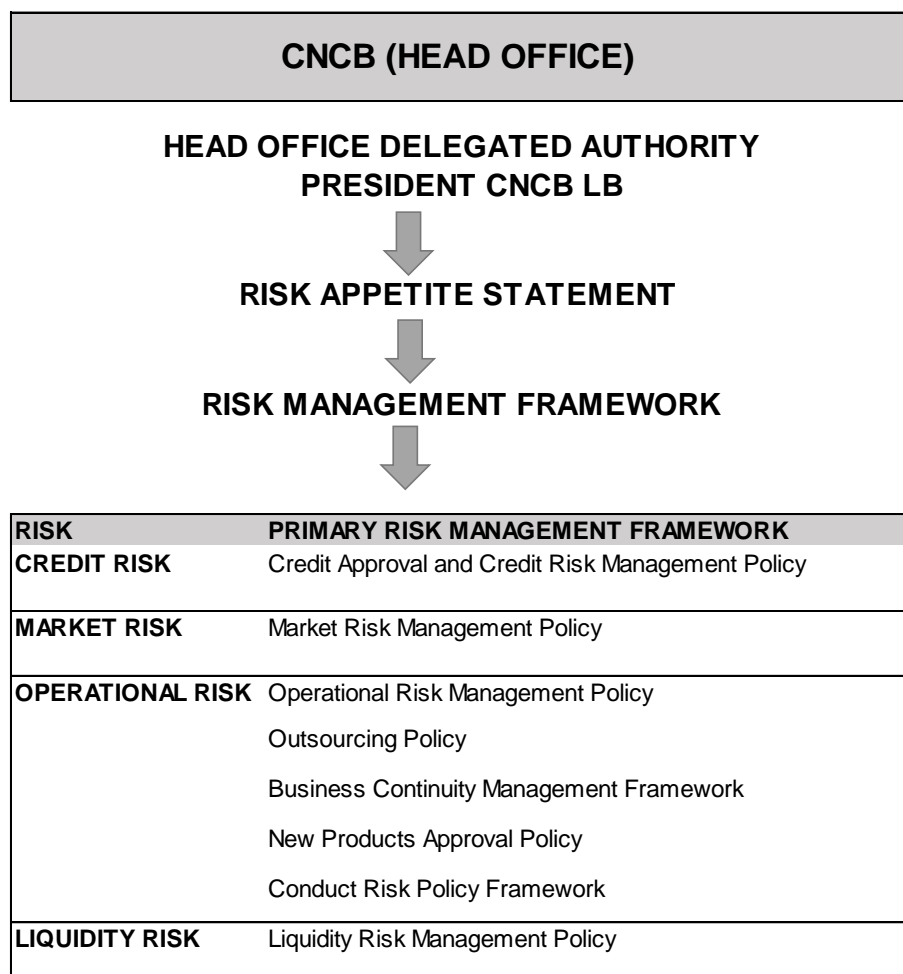 CNCB (HEAD OFFICE)
HEAD OFFICE DELEGATED AUTHORITY
PRESIDENT CNCB LB
RISK APPETITE STATEMENT
RISK MANAGEMENT FRAMEWORK
RISK PRIMARY RISK MANAGEMENT FRAMEWORK
CREDIT RISK Credit Approval and Credit Risk Management Policy
MARKET RISK Market Risk Management Policy
OPERATIONAL RISK Operational Risk Management Policy
Outsourcing Policy
Business Continuity Management Framework
New Products Approval Policy
Conduct Risk Policy Framework
LIQUIDITY RISK Liquidity Risk Management Policy